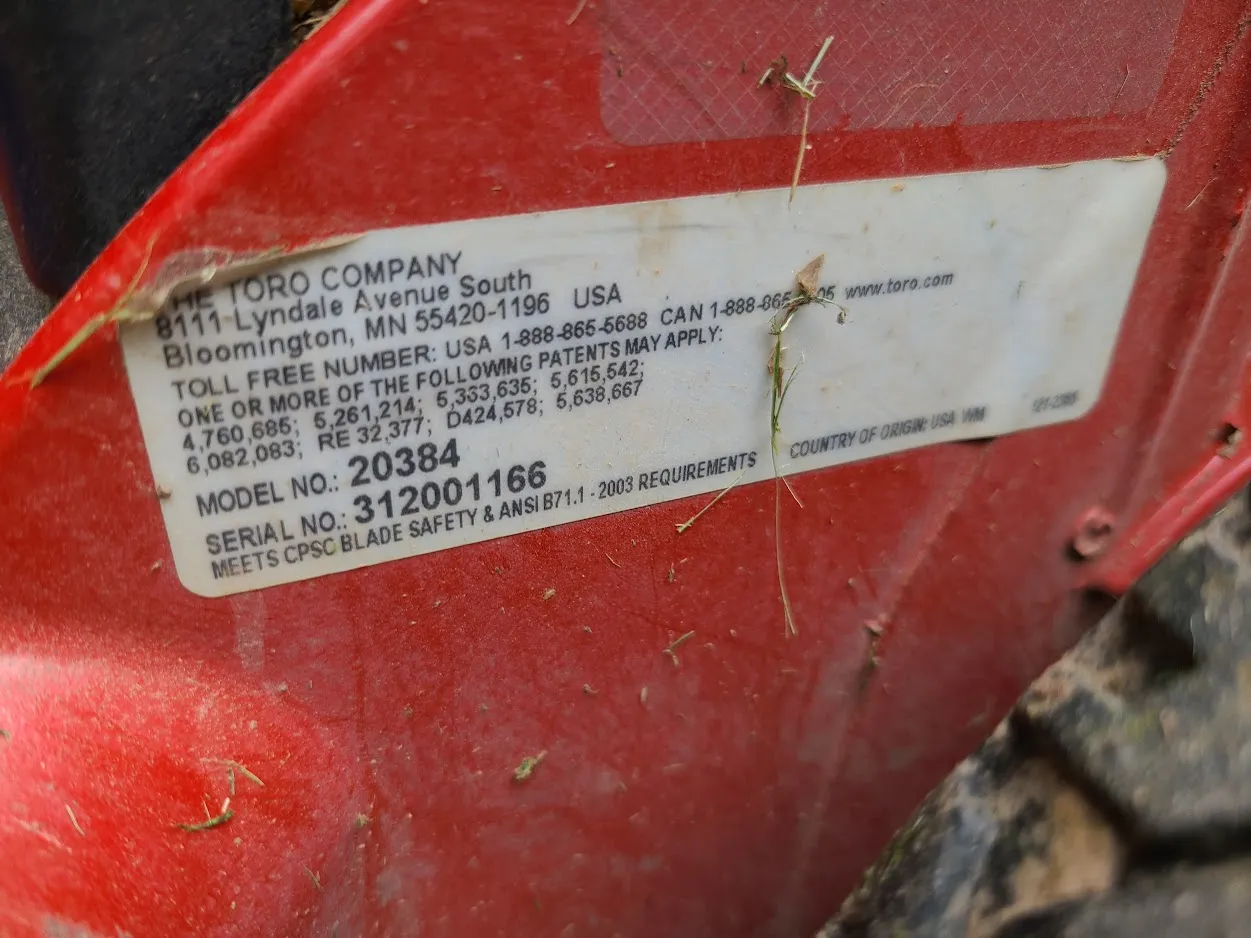 THE TORO COMPANY
8111 Lyndale Avenue South
Bloomington, MN 55420-1196 USA
TOLL FREE NUMBER: USA 1-888-865-5688 CAN 1-888-865 www.toro.com
ONE OR MORE OF THE FOLLOWING PATENTS MAY APPLY:
4,760,685; 5,261,214; 5,333,635; 5,615,542;
6,082,083; RE 32,377; D424,578; 5,638,667
MODEL NO.: 20384
SERIAL NO.: 312001166
MEETS CPSC BLADE SAFETY & ANSI B71.1 - 2003 REQUIREMENTS
COUNTRY OF ORIGIN: USA WM